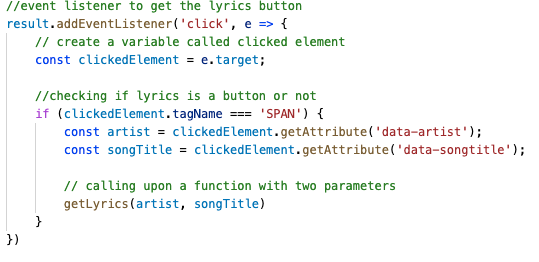 //event listener to get the lyrics button
result.addEventListener('click', e => {
    // create a variable called clicked element
    const clickedElement = e.target;

    //checking if lyrics is a button or not
    if (clickedElement.tagName === 'SPAN') {
        const artist = clickedElement.getAttribute('data-artist');
        const songTitle = clickedElement.getAttribute('data-songtitle');

        // calling upon a function with two parameters
        getLyrics(artist, songTitle)
    }
})